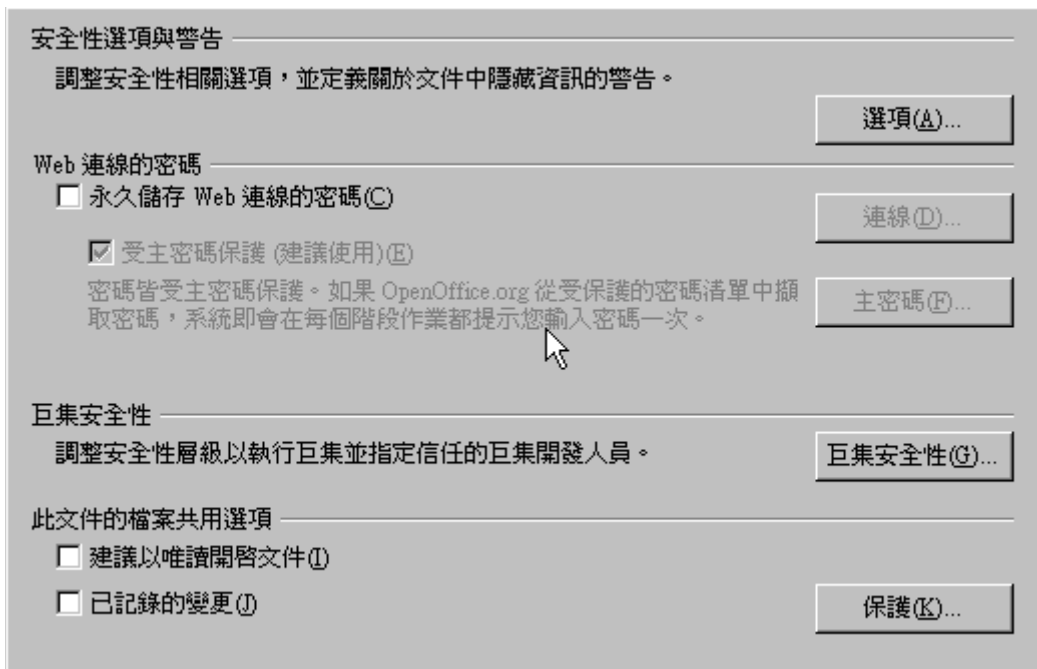 安全性選項與警告
調整安全性相關選項，並定義關於文件中隱藏資訊的警告。
選項(A)...
Web 連線的密碼
永久儲存 Web 連線的密碼(C)
連線(D)...
受主密碼保護 (建議使用)(E)
密碼皆受主密碼保護。如果 OpenOffice.org 從受保護的密碼清單中擷
取密碼，系統即會在每個階段作業都提示您輸入密碼一次。
主密碼(F)...
巨集安全性
調整安全性層級以執行巨集並指定信任的巨集開發人員。
巨集安全性(G)...
此文件的檔案共用選項
建議以唯讀開啓文件(I)
已記錄的變更(J)
保護(K)...